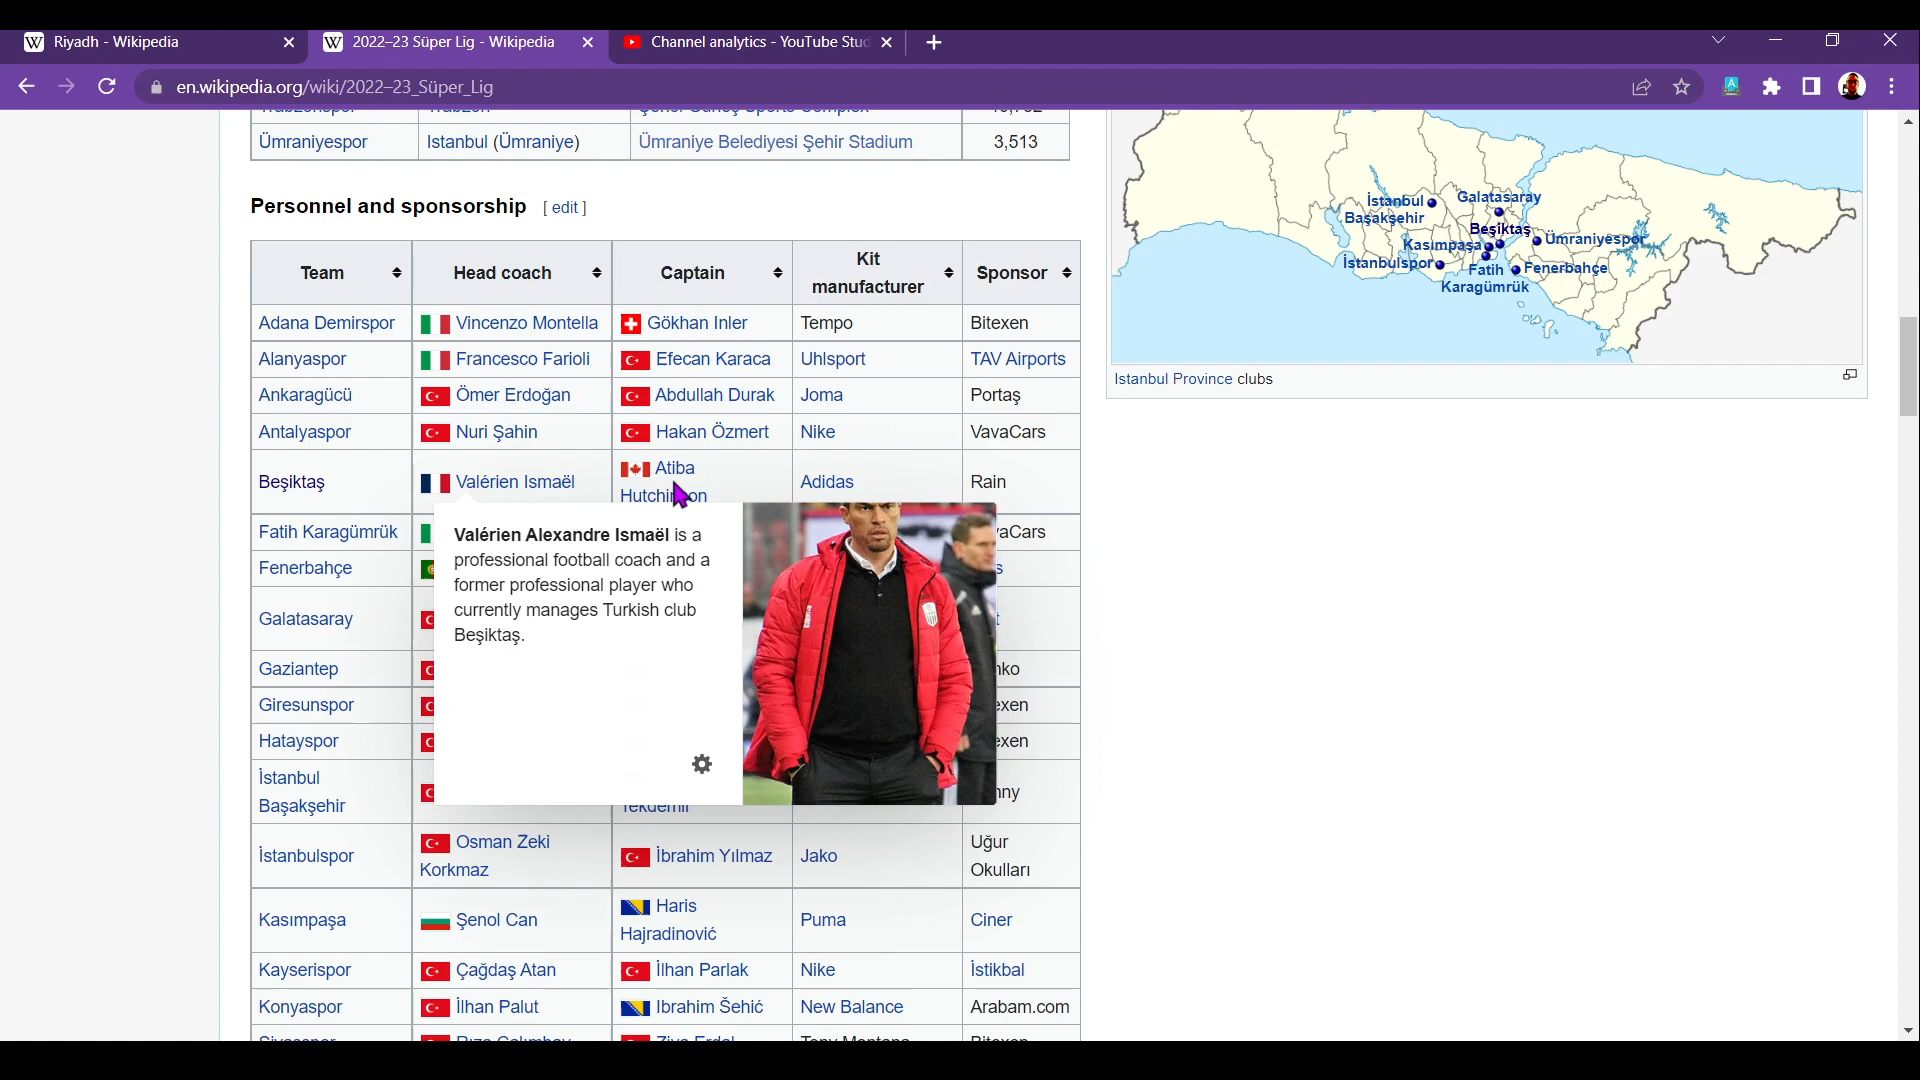 Riyadh - Wikipedia
2022–23 Süper Lig - Wikipedia
Channel analytics - YouTube Stud
en.wikipedia.org/wiki/2022–23_Süper_Lig
Ümraniyespor Istanbul (Ümraniye) Ümraniye Belediyesi Şehir Stadium 3,513
Personnel and sponsorship [ edit ]
Team Head coach Captain Kit manufacturer Sponsor
Adana Demirspor Vincenzo Montella Gökhan Inler Tempo Bitexen
Alanyaspor Francesco Farioli Efecan Karaca Uhlsport TAV Airports
Ankaragücü Ömer Erdoğan Abdullah Durak Joma Portaş
Antalyaspor Nuri Şahin Hakan Özmert Nike VavaCars
Beşiktaş Valérien Ismaël Atiba Adidas Rain
Fatih Karagümrük
Fenerbahçe
Galatasaray
Gaziantep
Giresunspor
Hatayspor
İstanbul
Başakşehir
Valérien Alexandre Ismaël is a
professional football coach and a
former professional player who
currently manages Turkish club
Beşiktaş.
İstanbulspor Osman Zeki Korkmaz İbrahim Yılmaz Jako Uğur Okulları
Kasımpaşa Şenol Can Haris Hajradinović Puma Ciner
Kayserispor Çağdaş Atan İlhan Parlak Nike İstikbal
Konyaspor İlhan Palut Ibrahim Šehić New Balance Arabam.com
İstanbul
Başakşehir
Galatasaray
Beşiktaş
Kasımpaşa
Ümraniyespor
İstanbulspor
Fatih
Karagümrük
Fenerbahçe
Istanbul Province clubs